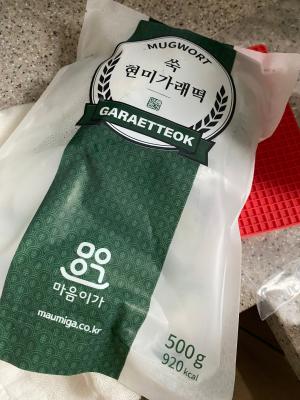 MUGWORT
쑥
현미가래떡
GARAETTEOK
마음이가
maumiga.co.kr
500g
920 kcal